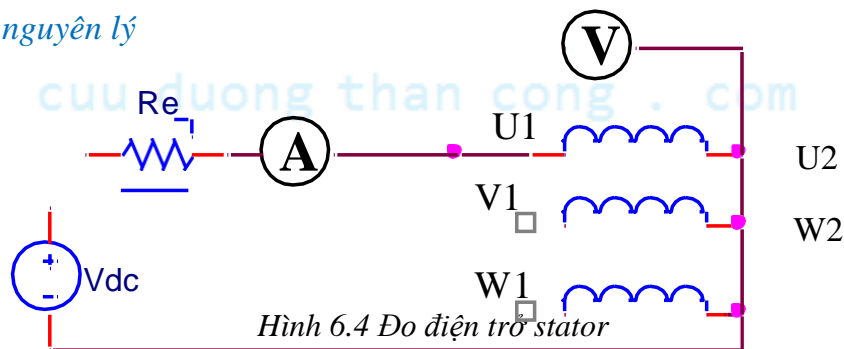 nguyên lý
V
cuu duong than cong . com
Re
U1
A
U2
V1
W2
+
Vdc
-
W1
Hình 6.4 Đo điện trở stator